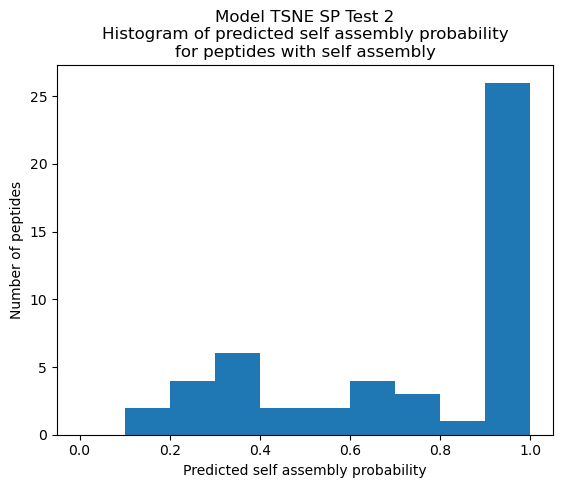 Model TSNE SP Test 2
Histogram of predicted self assembly probability
for peptides with self assembly
Number of peptides
25
20
15
10
5
0
0.0 0.2 0.4 0.6 0.8 1.0
Predicted self assembly probability